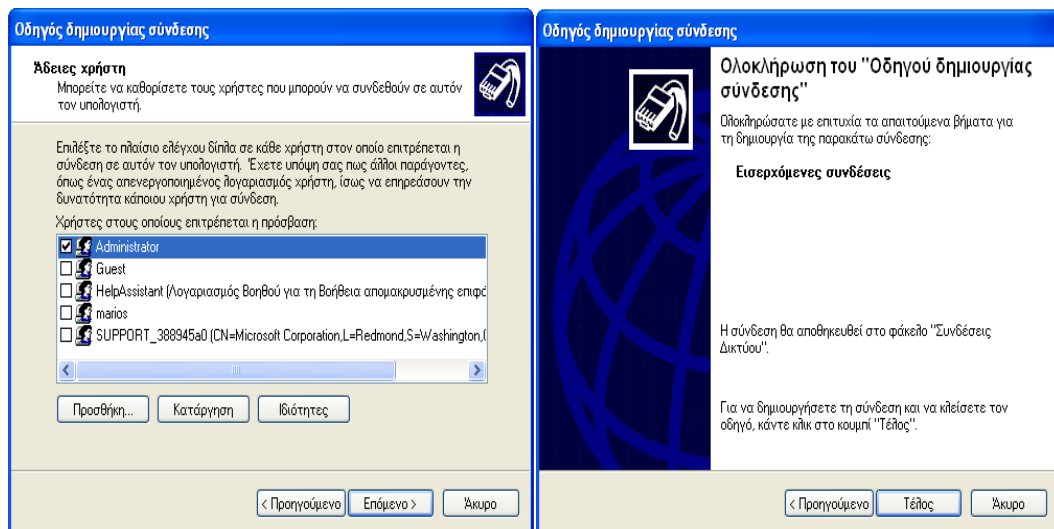 Οδηγός δημιουργίας σύνδεσης
Άδειες χρήστη
Μπορείτε να καθορίσετε τους χρήστες που μπορούν να συνδεθούν σε αυτόν
τον υπολογιστή.
Επιλέξτε το πλαίσιο ελέγχου δίπλα σε κάθε χρήστη στον οποίο επιτρέπεται η
σύνδεση σε αυτόν τον υπολογιστή. Έχετε υπόψη σας πως άλλοι παράγοντες,
όπως ένας απενεργοποιημένος λογαριασμός χρήστη, ίσως να επηρεάσουν την
δυνατότητα κάποιου χρήστη για σύνδεση.
Χρήστες στους οποίους επιτρέπεται η πρόσβαση:
Administrator
Guest
HelpAssistant (Λογαριασμός Βοηθού για τη Βοήθεια απομακρυσμένης επιφά
marios
SUPPORT_388945a0 (CN=Microsoft Corporation,L=Redmond,S=Washington,(
Προσθήκη...
Κατάργηση
Ιδιότητες
< Προηγούμενο
Επόμενο >
Άκυρο
Οδηγός δημιουργίας σύνδεσης
Ολοκλήρωση του "Οδηγού δημιουργίας
σύνδεσης"
Ολοκληρώσατε με επιτυχία τα απαιτούμενα βήματα για
τη δημιουργία της παρακάτω σύνδεσης:
Εισερχόμενες συνδέσεις
Η σύνδεση θα αποθηκευθεί στο φάκελο "Συνδέσεις
Δικτύου".
Για να δημιουργήσετε τη σύνδεση και να κλείσετε τον
οδηγό, κάντε κλικ στο κουμπί "Τέλος".
< Προηγούμενο
Τέλος
Άκυρο